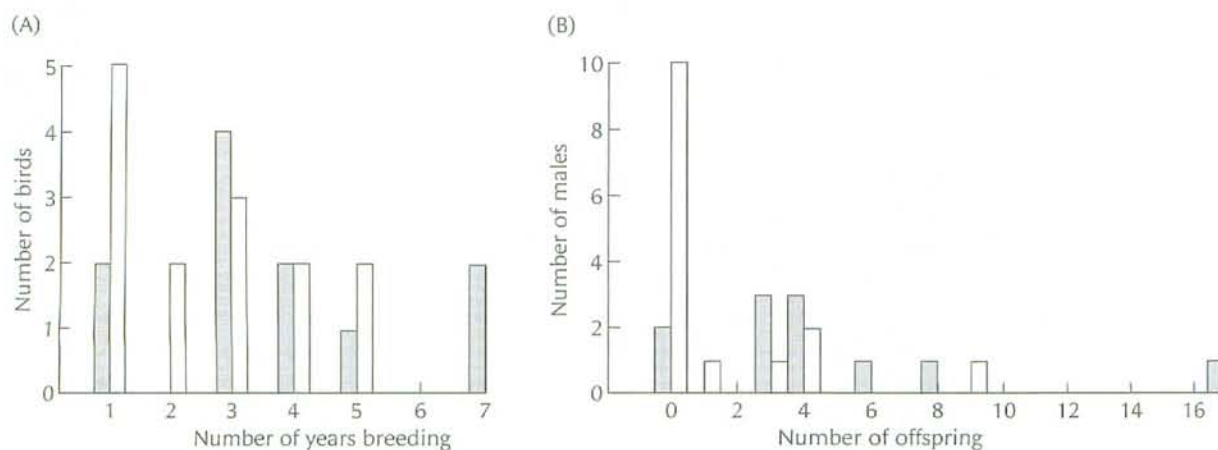 (A)
Number of birds
5
4
3
2
1
0
1 2 3 4 5 6 7
Number of years breeding
(B)
Number of males
10
8
6
4
2
0
0 2 4 6 8 10 12 14 16
Number of offspring